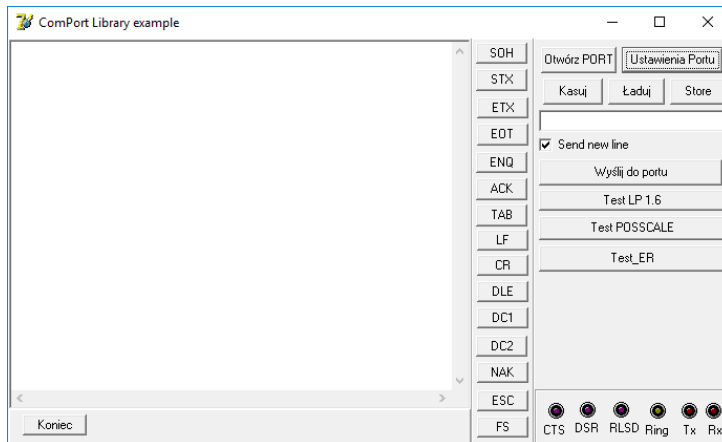 ComPort Library example
SOH
STX
ETX
EOT
ENQ
ACK
TAB
LF
CR
DLE
DC1
DC2
NAK
ESC
FS
Otwórz PORT Ustawienia Portu
Kasuj Ładuj Store
Send new line
Wyślij do portu
Test LP 1.6
Test POSSCALE
Test_ER
CTS DSR RLSD Ring Tx Rx
Koniec